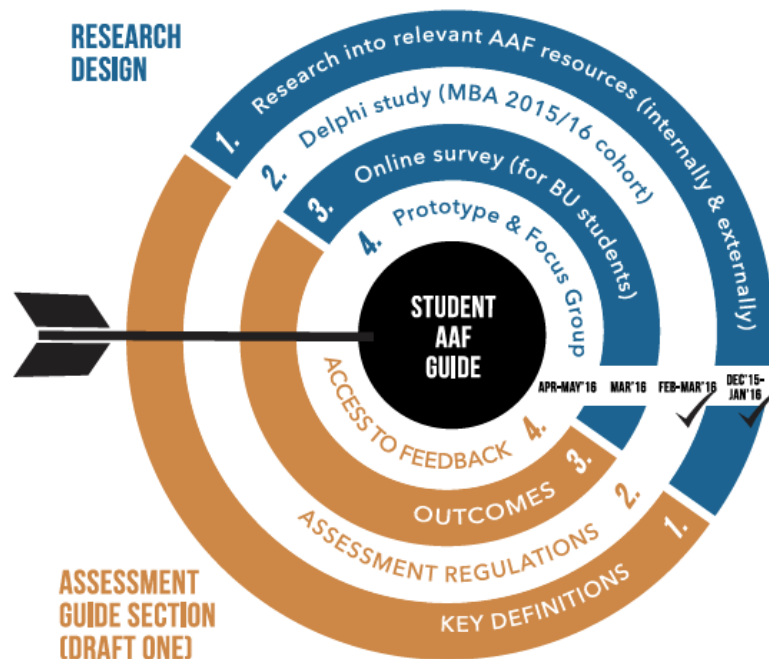 RESEARCH
DESIGN
1. Research into relevant AAF resources (internally & externally)
2. Delphi study (MBA 2015/16 cohort)
3. Online survey (for BU students)
4. Prototype & Focus Group
STUDENT
AAF
GUIDE
APR-MAY'16 MAR'16 FEB-MAR'16 DEC'15-
JAN'16
4. ACCESS TO FEEDBACK
3. OUTCOMES
2. ASSESSMENT REGULATIONS
1. KEY DEFINITIONS
ASSESSMENT
GUIDE SECTION
(DRAFT ONE)